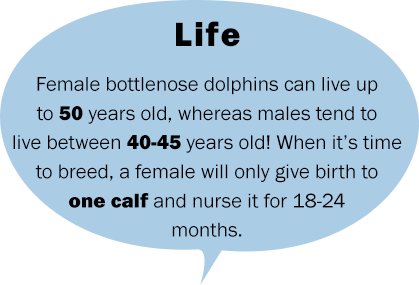 Life
Female bottlenose dolphins can live up
to 50 years old, whereas males tend to
live between 40-45 years old! When it's time
to breed, a female will only give birth to
one calf and nurse it for 18-24
months.